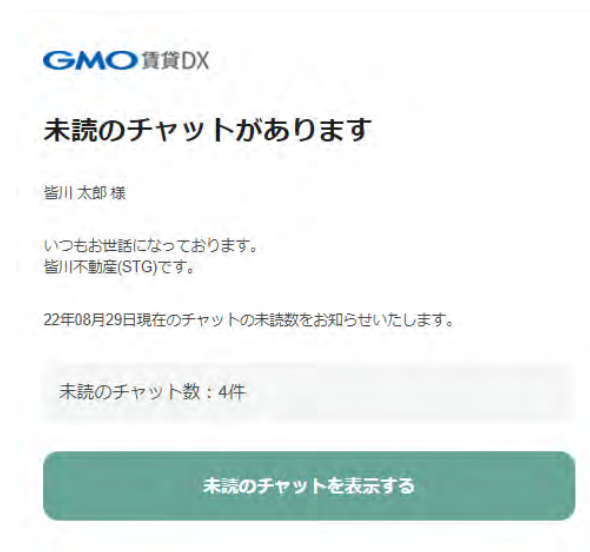 GMO賃貸DX
未読のチャットがあります
皆川 太郎 様
いつもお世話になっております。
皆川不動産(STG)です。
22年08月29日現在のチャットの未読数をお知らせいたします。
未読のチャット数：4件
未読のチャットを表示する